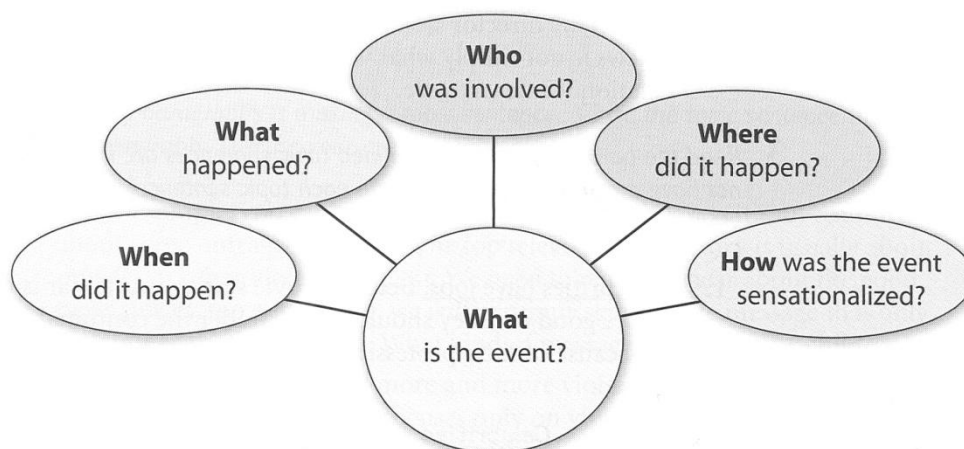 Who
was involved?
What
happened?
Where
did it happen?
When
did it happen?
How was the event
sensationalized?
What
is the event?